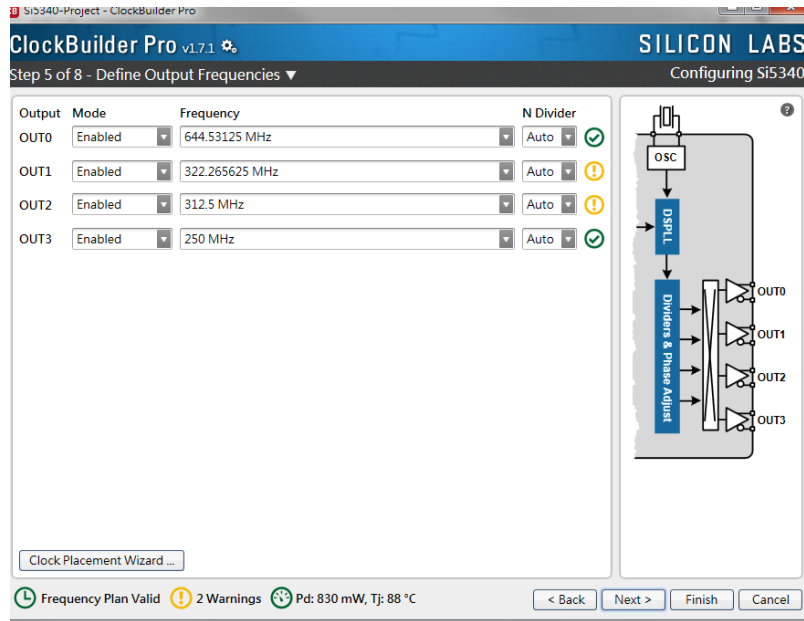 Si5340-Project - ClockBuilder Pro
ClockBuilder Pro v1.7.1
SILICON LABS
Step 5 of 8 - Define Output Frequencies ▼
Configuring Si5340
Output Mode Frequency N Divider
OUT0 Enabled 644.53125 MHz Auto
OUT1 Enabled 322.265625 MHz Auto
OUT2 Enabled 312.5 MHz Auto
OUT3 Enabled 250 MHz Auto
?
OSC
DSPLL
Dividers & Phase Adjust
OUT0
OUT1
OUT2
OUT3
Clock Placement Wizard ...
Frequency Plan Valid 2 Warnings Pd: 830 mW, Tj: 88 °C
< Back Next > Finish Cancel